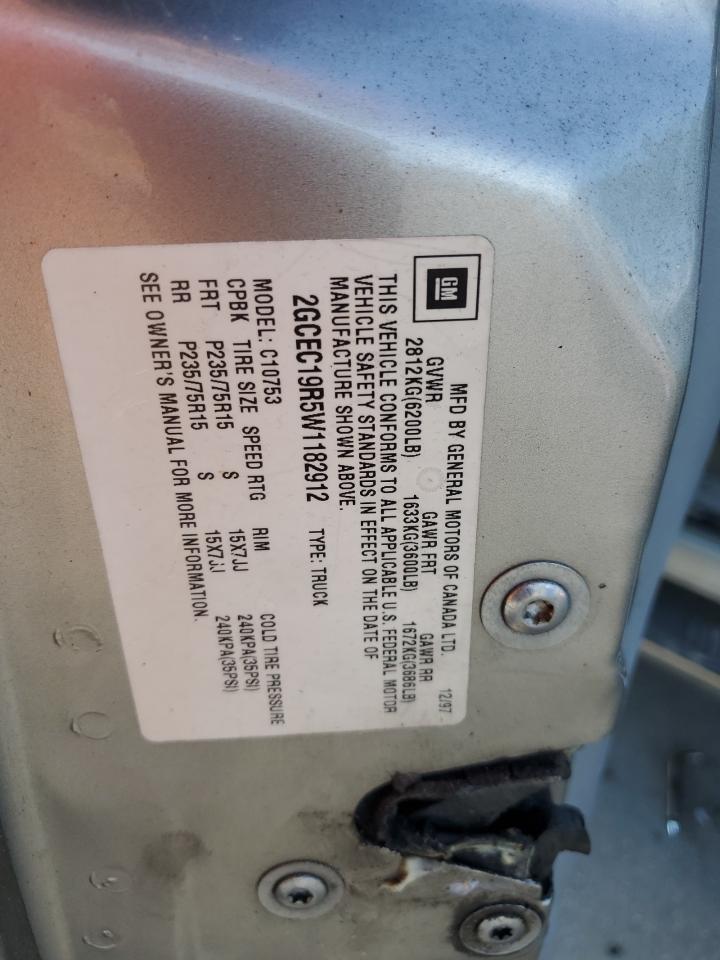 GM
MFD BY GENERAL MOTORS OF CANADA LTD. 12/97
GVWR GAWR FRT GAWR RR
2812KG(6200LB) 1633KG(3600LB) 1672KG(3686LB)
THIS VEHICLE CONFORMS TO ALL APPLICABLE U.S. FEDERAL MOTOR
VEHICLE SAFETY STANDARDS IN EFFECT ON THE DATE OF
MANUFACTURE SHOWN ABOVE.
2GCEC19R5W1182912 TYPE: TRUCK
MODEL: C10753
CPBK TIRE SIZE SPEED RTG RIM COLD TIRE PRESSURE
FRT P235/75R15 S 15X7JJ 240KPA(35PSI)
RR P235/75R15 S 15X7JJ 240KPA(35PSI)
SEE OWNER'S MANUAL FOR MORE INFORMATION.